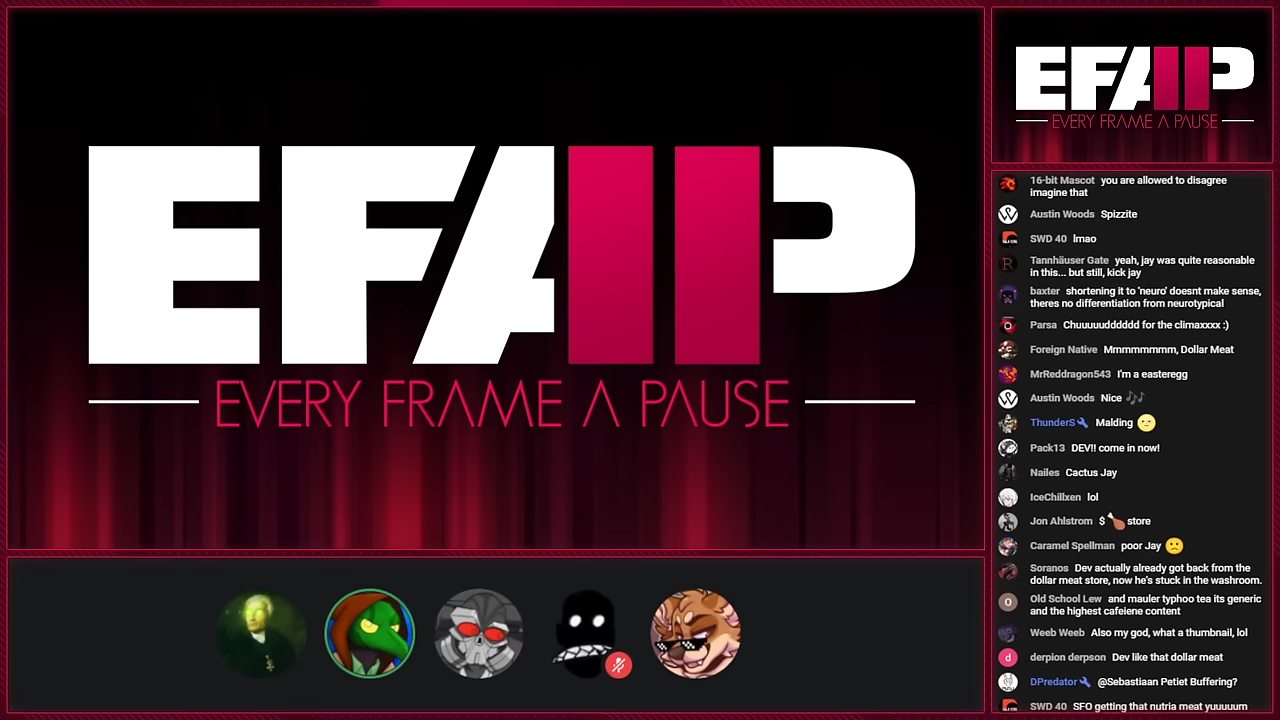 EFAP
EVERY FRAME A PAUSE
EFAP
EVERY FRAME A PAUSE
16-bit Mascot you are allowed to disagree
imagine that
Austin Woods Spizzite
SWD 40 lmao
Tannhäuser Gate yeah, jay was quite reasonable
in this... but still, kick jay
baxter shortening it to 'neuro' doesnt make sense,
theres no differentiation from neurotypical
Parsa Chuuuuudddddd for the climaxxxx :)
Foreign Native Mmmmmmmm, Dollar Meat
MrReddragon543 I'm a easteregg
Austin Woods Nice 🎶
ThunderS Malding 🌝
Pack13 DEV!! come in now!
Nailes Cactus Jay
IceChillxen lol
Jon Ahlstrom $🍗store
Caramel Spellman poor Jay 🙁
Soranos Dev actually already got back from the
dollar meat store, now he's stuck in the washroom.
Old School Lew and mauler typhoo tea its generic
and the highest cafeiene content
Weeb Weeb Also my god, what a thumbnail, lol
derpion derpson Dev like that dollar meat
DPredator @Sebastiaan Petiet Buffering?
SWD 40 SFO getting that nutria meat yuuuuum